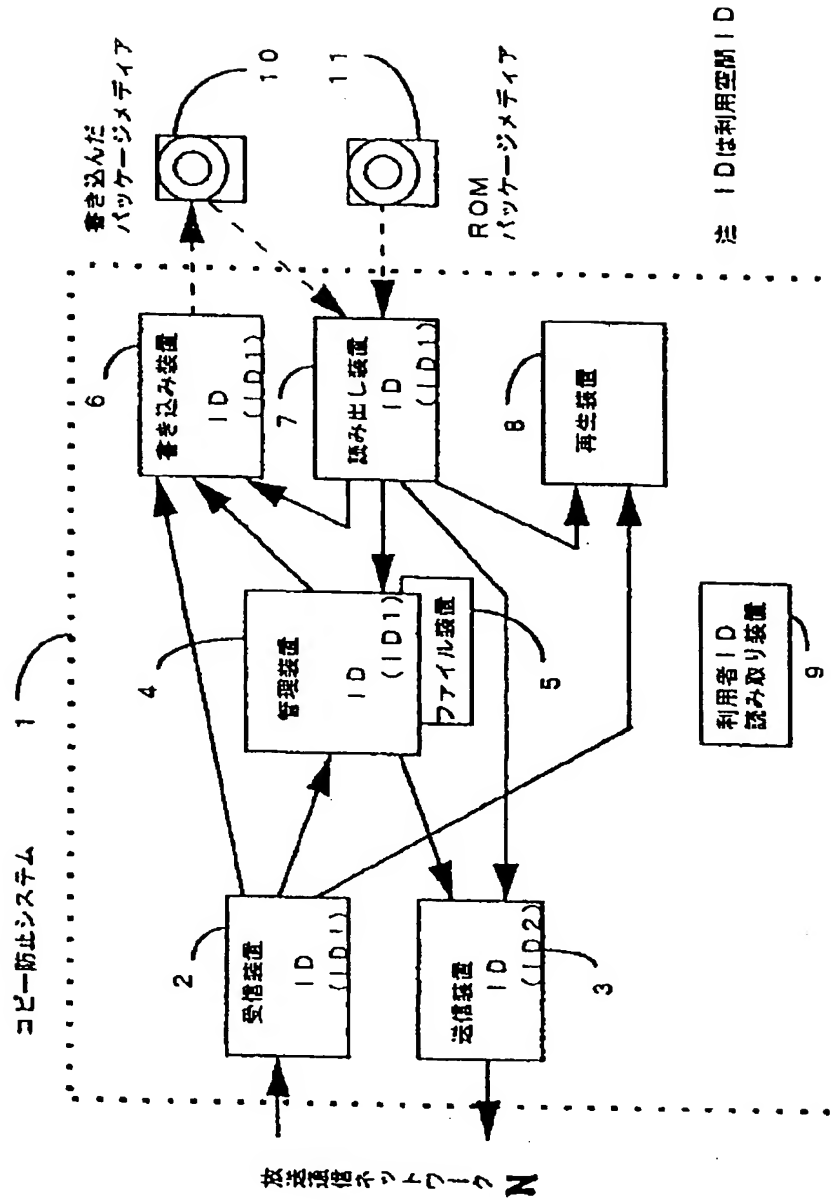 コピー防止システム
1
放送通信ネットワーク
N
2
受信装置
ID
(ID1)
送信装置
ID
(ID2)
3
4
管理装置
ID
(ID1)
ファイル装置
5
6
書き込み装置
ID
(ID1)
7
読み出し装置
ID
(ID1)
8
再生装置
利用者ID
読み取り装置
9
書き込んだ
パッケージメディア
10
11
ROM
パッケージメディア
注 IDは利用空間ID